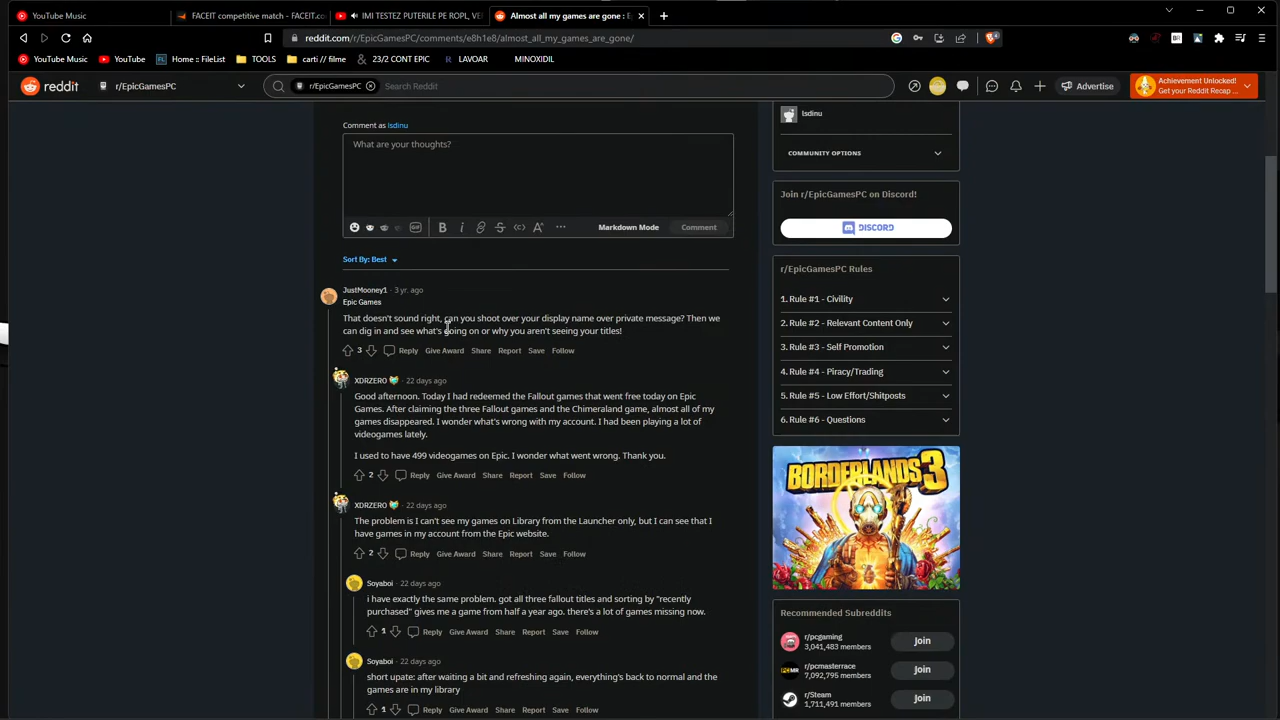 YouTube Music
FACEIT competitive match - FACEIT.co
IMI TESTEZ PUTERILE PE ROPL, VE
Almost all my games are gone : E
reddit.com/r/EpicGamesPC/comments/e8h1e8/almost_all_my_games_are_gone/
YouTube Music
YouTube
Home :: FileList
TOOLS
carti // filme
23/2 CONT EPIC
LAVOAR
MINOXIDIL
reddit
r/EpicGamesPC
r/EpicGamesPC
Search Reddit
Advertise
Achievement Unlocked!
Get your Reddit Recap ...
Comment as lsdinu
What are your thoughts?
GIF
B
i
Markdown Mode
Comment
Sort By: Best
JustMooney1 · 3 yr. ago
Epic Games
That doesn't sound right, can you shoot over your display name over private message? Then we
can dig in and see what's going on or why you aren't seeing your titles!
3
Reply
Give Award
Share
Report
Save
Follow
XDRZERO · 22 days ago
Good afternoon. Today I had redeemed the Fallout games that went free today on Epic
Games. After claiming the three Fallout games and the Chimeraland game, almost all of my
games disappeared. I wonder what's wrong with my account. I had been playing a lot of
videogames lately.
I used to have 499 videogames on Epic. I wonder what went wrong. Thank you.
2
Reply
Give Award
Share
Report
Save
Follow
XDRZERO · 22 days ago
The problem is I can't see my games on Library from the Launcher only, but I can see that I
have games in my account from the Epic website.
2
Reply
Give Award
Share
Report
Save
Follow
Soyaboi · 22 days ago
i have exactly the same problem. got all three fallout titles and sorting by "recently
purchased" gives me a game from half a year ago. there's a lot of games missing now.
1
Reply
Give Award
Share
Report
Save
Follow
Soyaboi · 22 days ago
short upate: after waiting a bit and refreshing again, everything's back to normal and the
games are in my library
1
Reply
Give Award
Share
Report
Save
Follow
lsdinu
COMMUNITY OPTIONS
Join r/EpicGamesPC on Discord!
DISCORD
r/EpicGamesPC Rules
1. Rule #1 - Civility
2. Rule #2 - Relevant Content Only
3. Rule #3 - Self Promotion
4. Rule #4 - Piracy/Trading
5. Rule #5 - Low Effort/Shitposts
6. Rule #6 - Questions
BORDERLANDS 3
Recommended Subreddits
r/pcgaming
3,041,483 members
Join
r/pcmasterrace
7,092,795 members
Join
r/Steam
1,711,491 members
Join